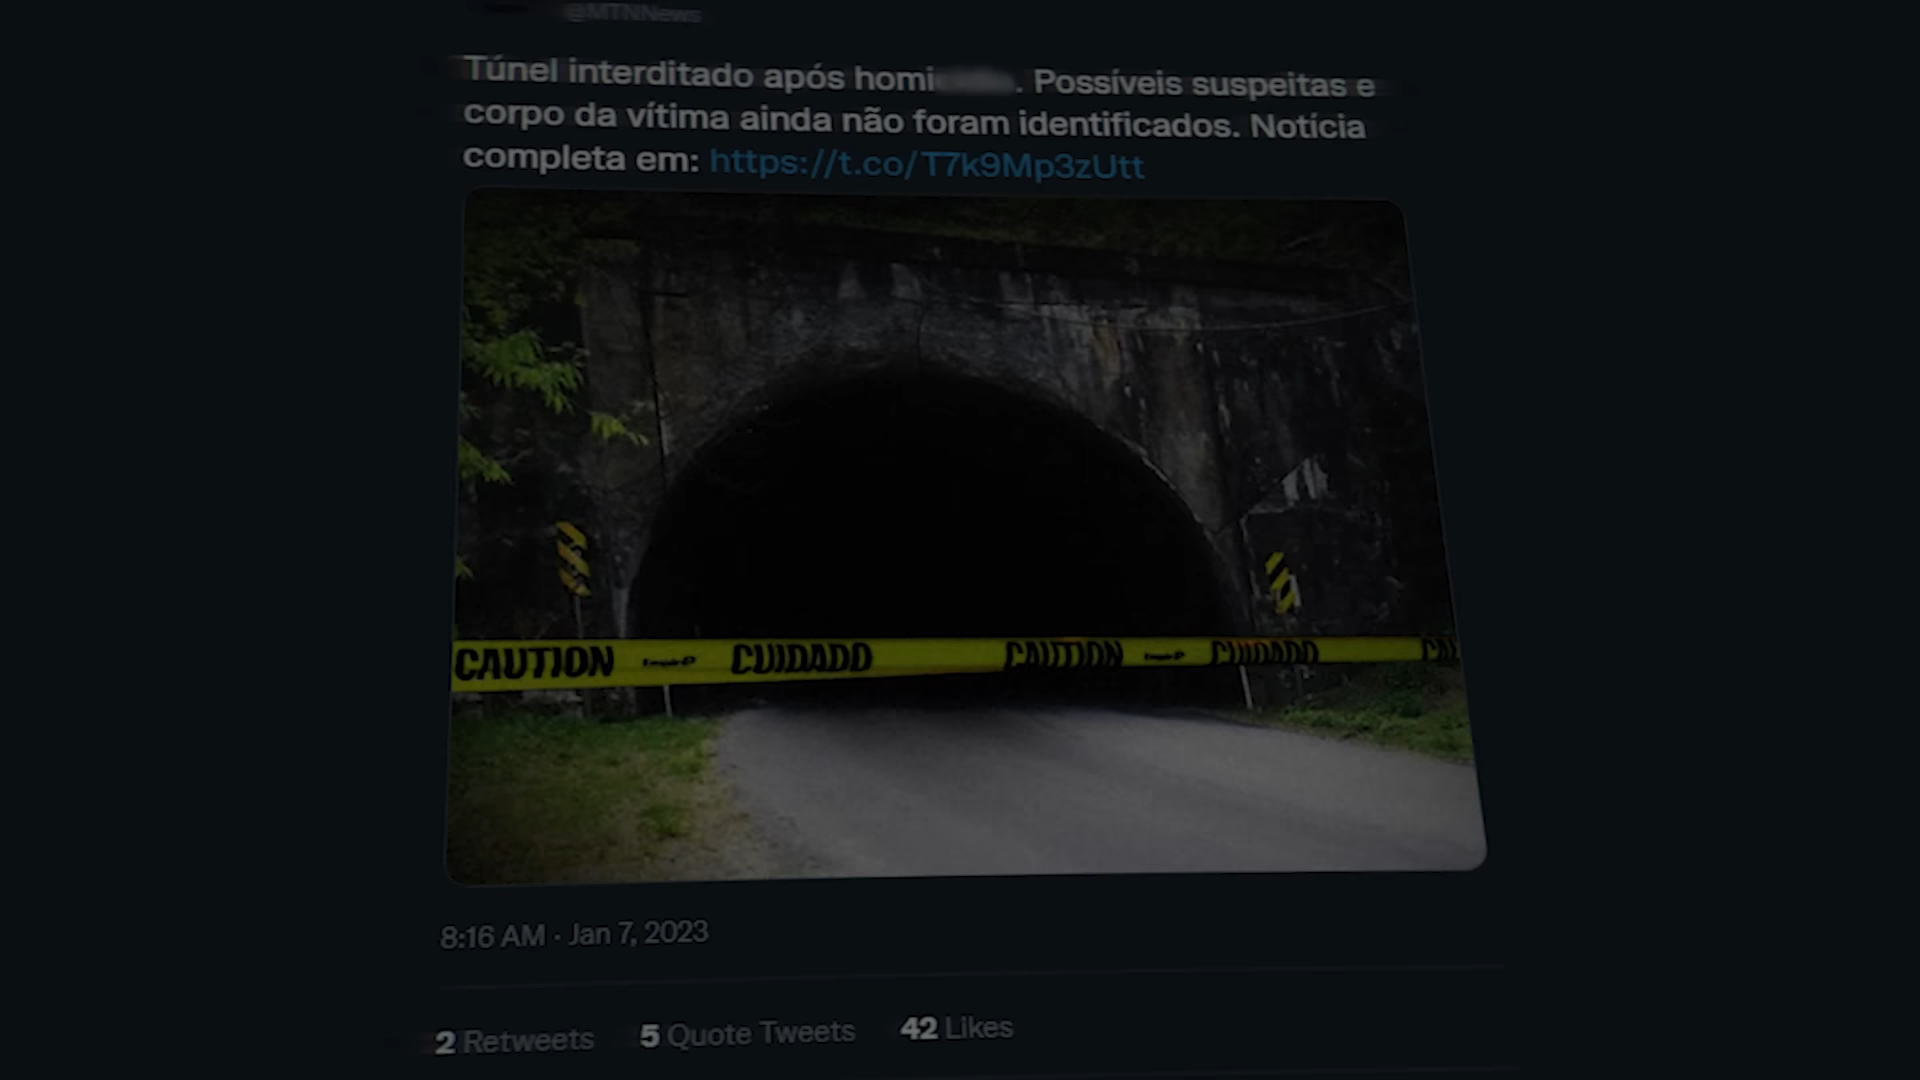 @MTNNews
Túnel interditado após homi . Possíveis suspeitas e
corpo da vítima ainda não foram identificados. Notícia
completa em: https://t.co/T7k9Mp3zUtt
CAUTION CUIDADO CAUTION CUIDADO
8:16 AM · Jan 7, 2023
2 Retweets 5 Quote Tweets 42 Likes